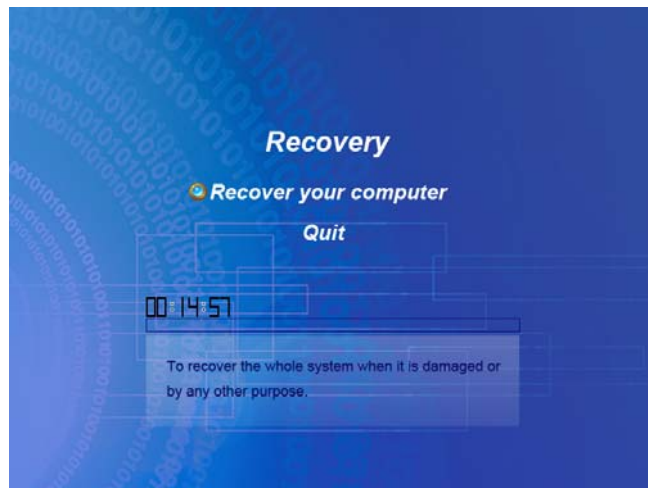 Recovery
Recover your computer
Quit
00:14:57
To recover the whole system when it is damaged or
by any other purpose.